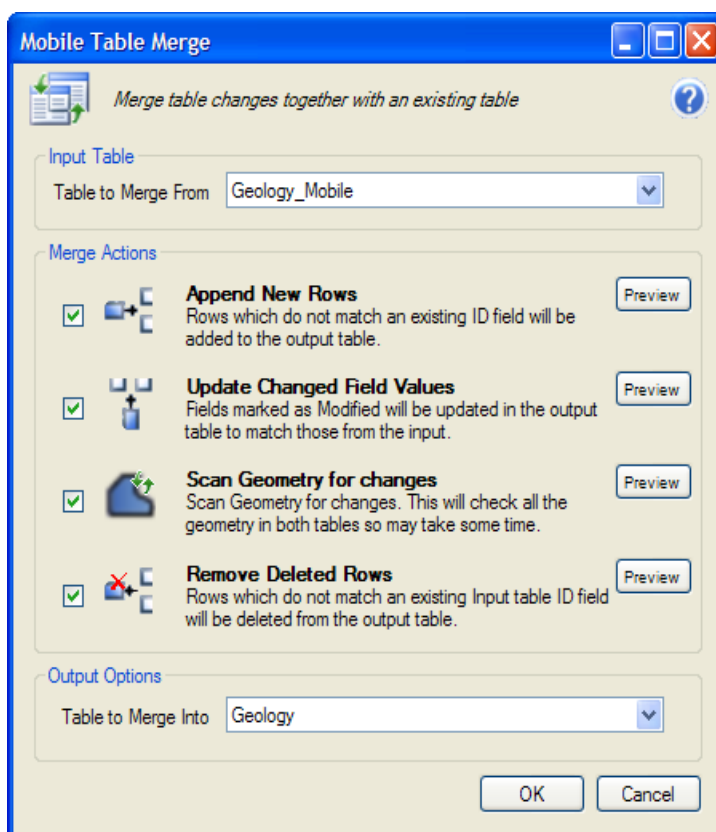 Mobile Table Merge
Merge table changes together with an existing table
Input Table
Table to Merge From Geology_Mobile
Merge Actions
Append New Rows
Preview
Rows which do not match an existing ID field will be
added to the output table.
Update Changed Field Values
Preview
Fields marked as Modified will be updated in the output
table to match those from the input.
Scan Geometry for changes
Preview
Scan Geometry for changes. This will check all the
geometry in both tables so may take some time.
Remove Deleted Rows
Preview
Rows which do not match an existing Input table ID field
will be deleted from the output table.
Output Options
Table to Merge Into Geology
OK Cancel